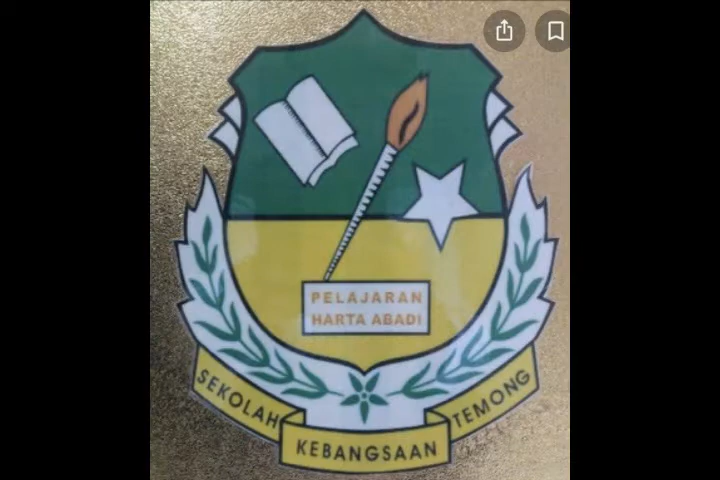 PELAJARAN
HARTA ABADI
SEKOLAH
KEBANGSAAN
TEMONG